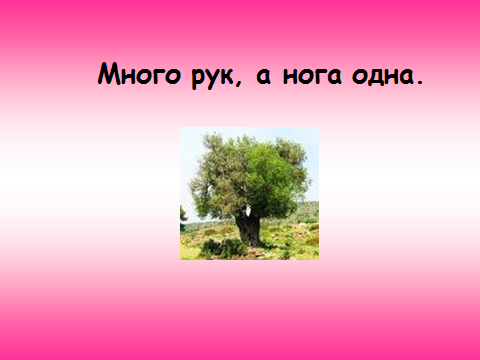 Много рук, а нога одна.